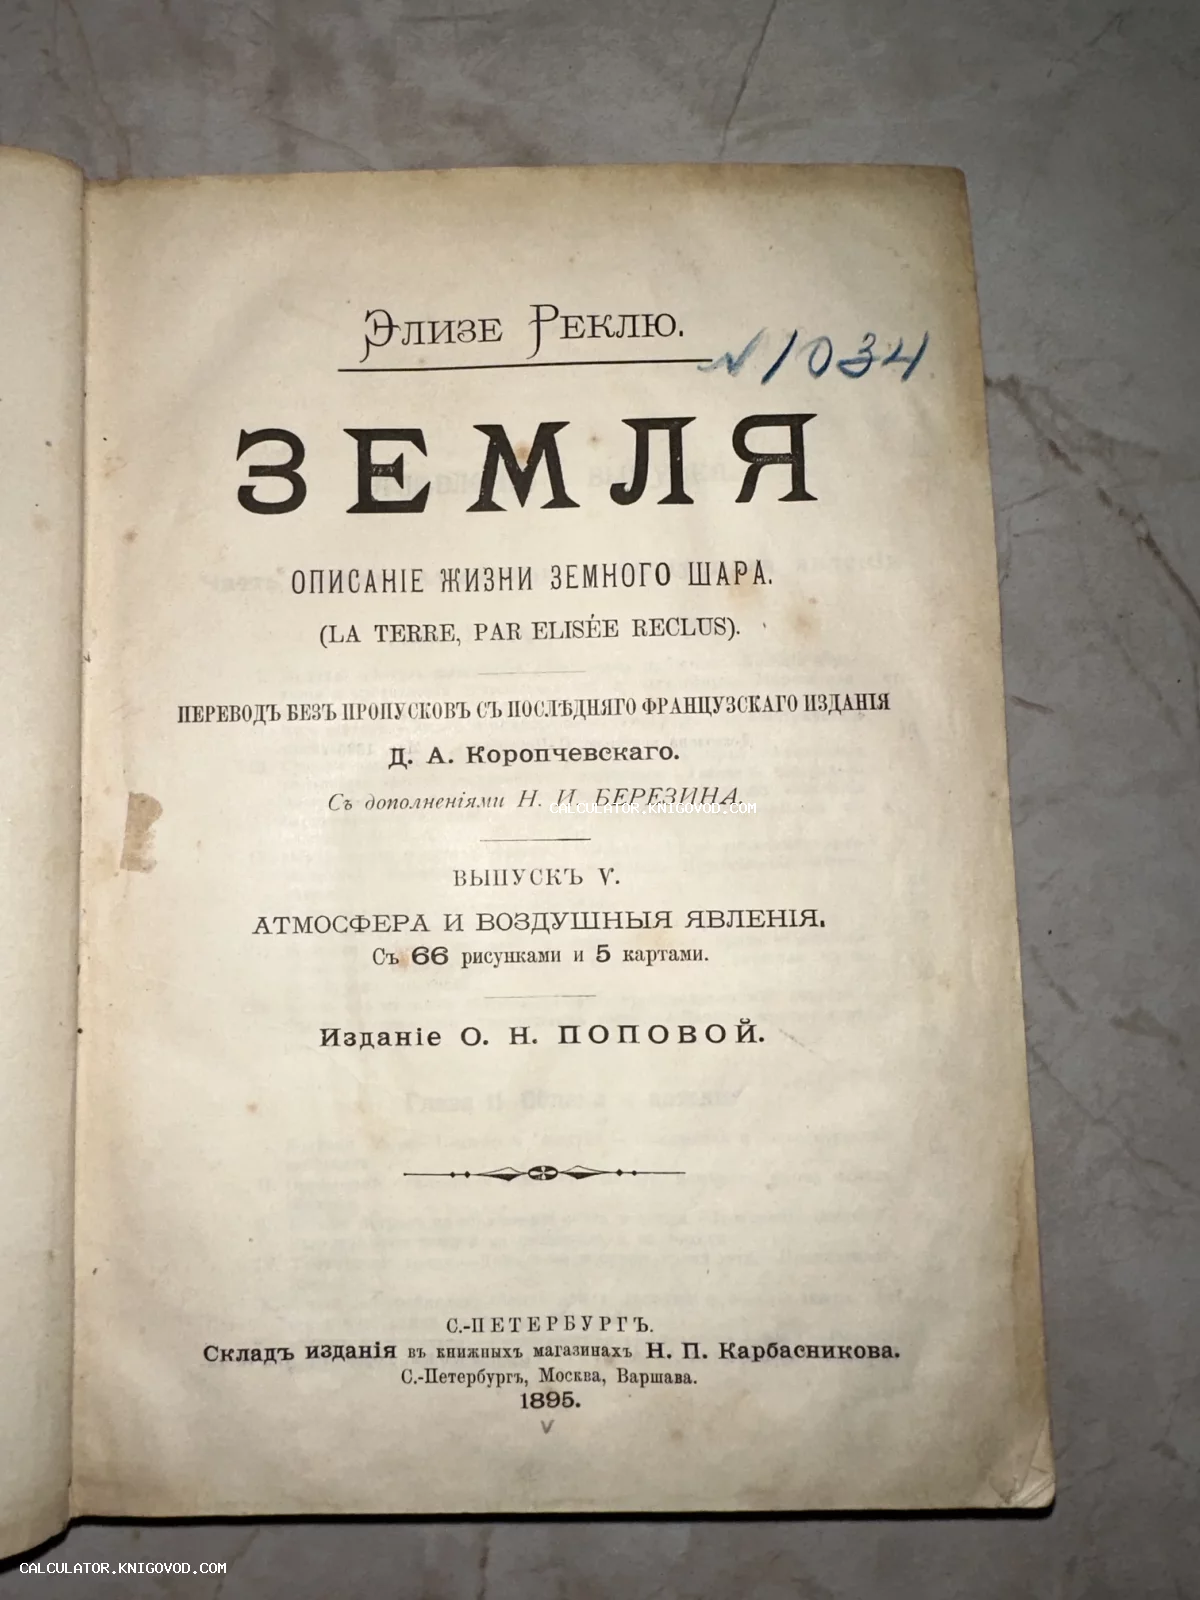 Элизе Реклю.
№ 1034
ЗЕМЛЯ
ОПИСАНІЕ ЖИЗНИ ЗЕМНОГО ШАРА.
(LA TERRE, PAR ELISÉE RECLUS).
ПЕРЕВОДЪ БЕЗЪ ПРОПУСКОВЪ СЪ ПОСЛѢДНЯГО ФРАНЦУЗСКАГО ИЗДАНІЯ
Д. А. Коропчевскаго.
Съ дополненіями Н. И. БЕРЕЗИНА.
CALCULATOR.KNIGOVOD.COM
ВЫПУСКЪ V.
АТМОСФЕРА И ВОЗДУШНЫЯ ЯВЛЕНІЯ.
Съ 66 рисунками и 5 картами.
Изданіе О. Н. ПОПОВОЙ.
С.-ПЕТЕРБУРГЪ.
Складъ изданія въ книжныхъ магазинахъ Н. П. Карбасникова.
С.-Петербургъ, Москва, Варшава.
1895.
V
CALCULATOR.KNIGOVOD.COM